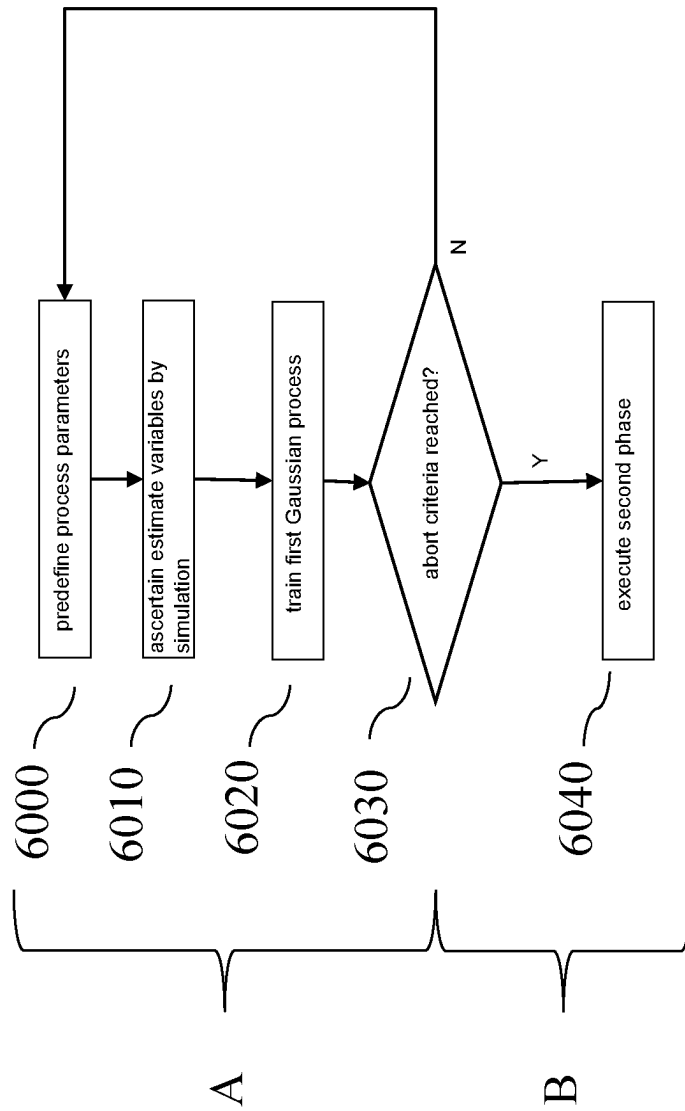 6000
predefine process parameters
6010
ascertain estimate variables by
simulation
6020
train first Gaussian process
6030
abort criteria reached?
N
Y
6040
execute second phase
A
B